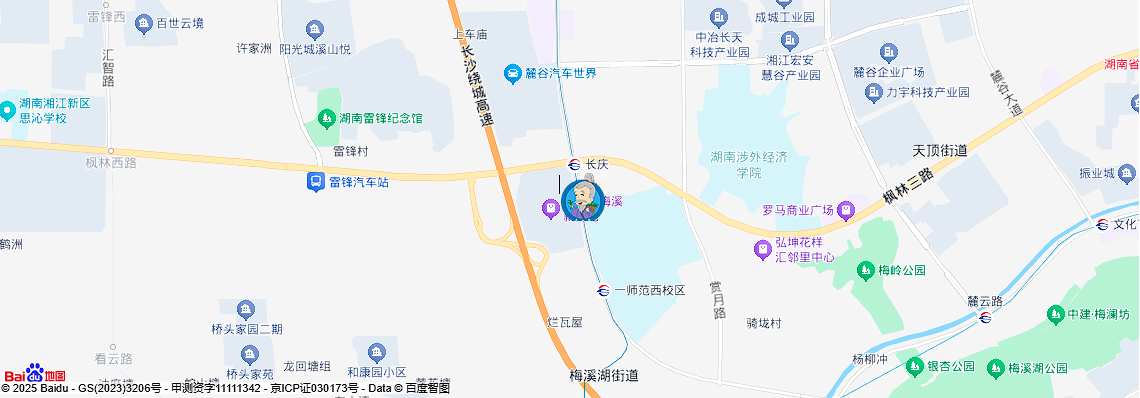 雷锋西
百世云境
汇智路
许家洲
阳光城溪山悦
上车庙
长沙绕城高速
麓谷汽车世界
中冶长天
科技产业园
成城工业园
湘江宏安
慧谷产业园
麓谷企业广场
力宇科技产业园
麓谷大道
湖南省
湖南湘江新区
思沁学校
湖南雷锋纪念馆
枫林西路
雷锋村
雷锋汽车站
长庆
梅溪
湖南涉外经济
学院
天顶街道
枫林三路
振业城
罗马商业广场
文化
弘坤花样
汇邻里中心
鹤洲
梅岭公园
一师范西校区
赏月路
麓云路
骑龙村
中建·梅澜坊
桥头家园二期
烂瓦屋
看云路
桥头家苑
龙回塘组
和康园小区
杨柳冲
银杏公园
梅溪湖公园
梅溪湖街道
Baidu地图
© 2025 Baidu - GS(2023)3206号 - 甲测资字11111342 - 京ICP证030173号 - Data © 百度智图